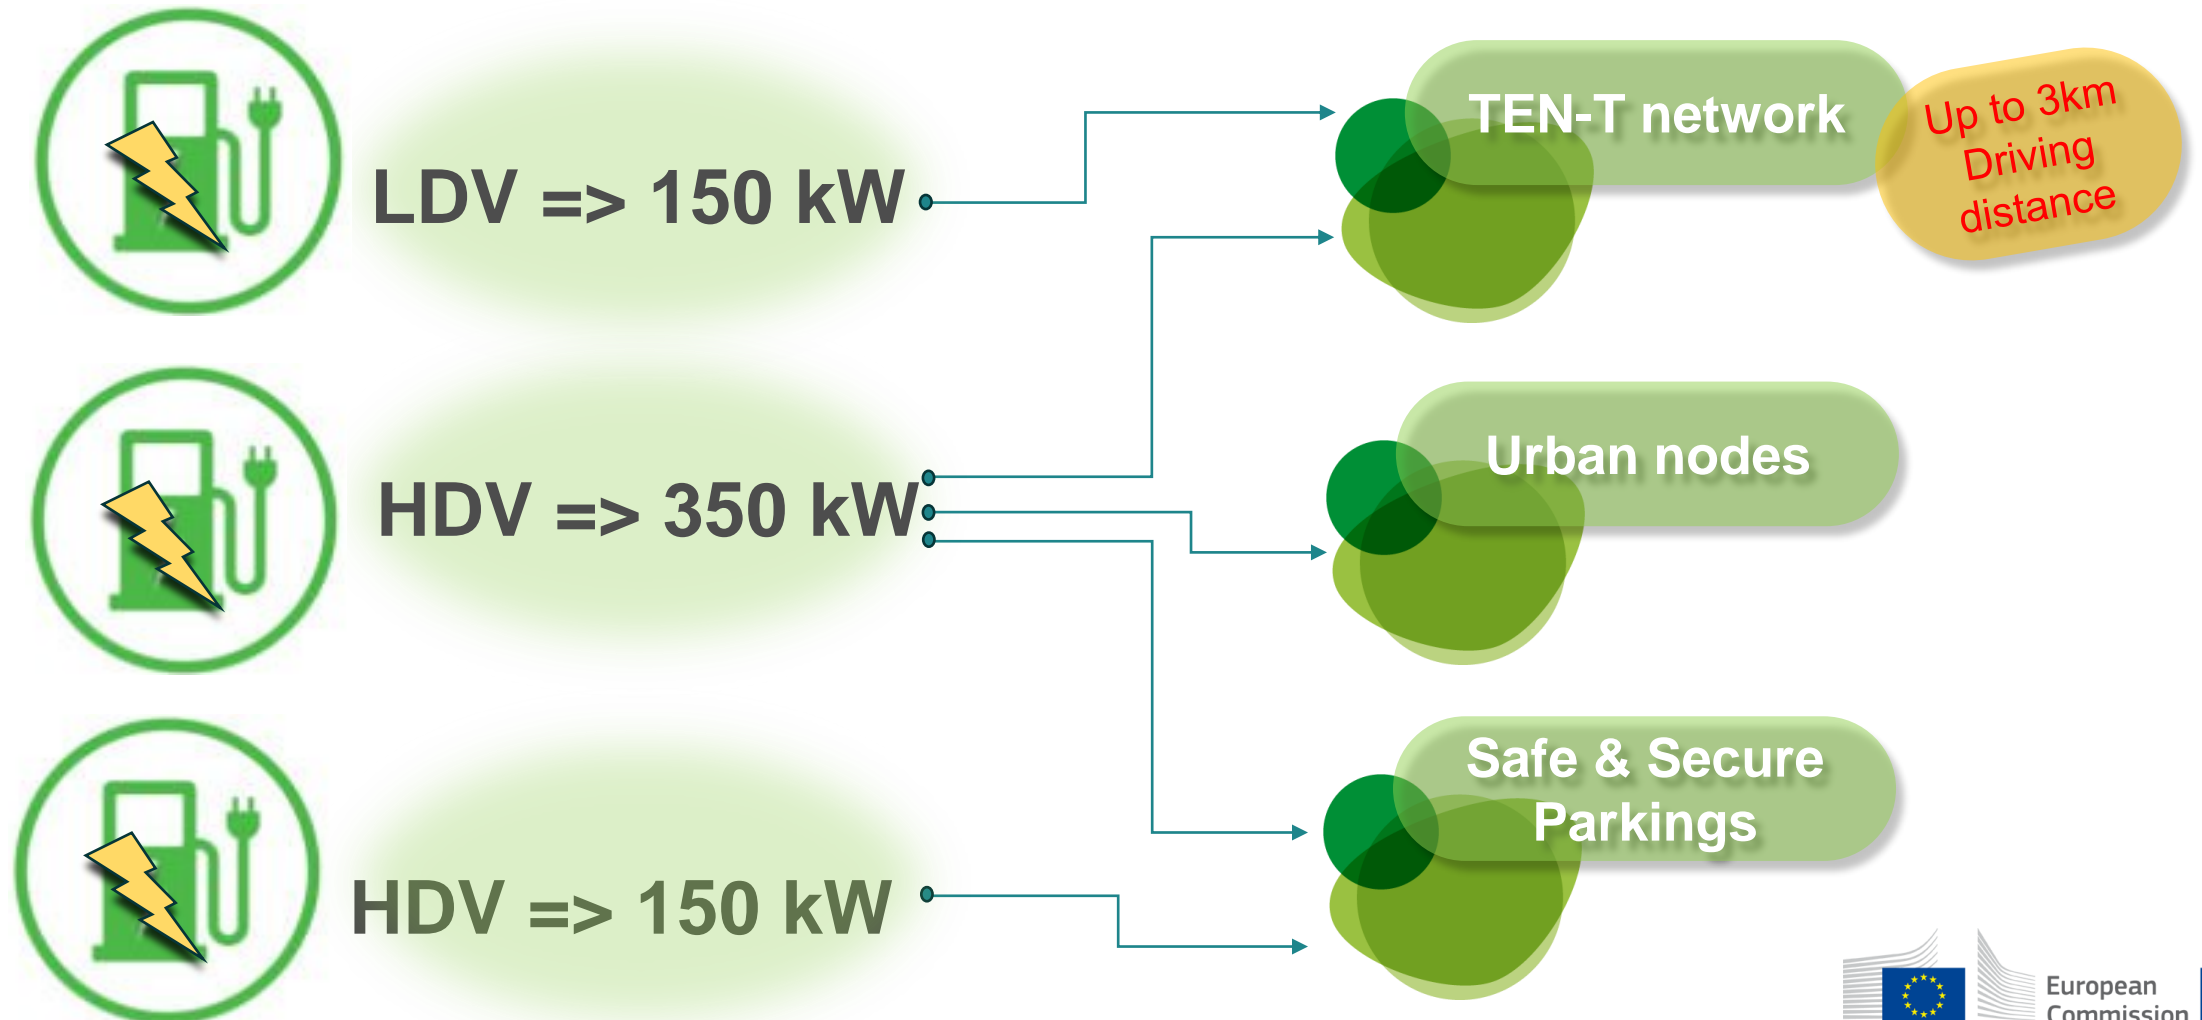 LDV => 150 kW
TEN-T network
Up to 3km
Driving
distance
HDV => 350 kW
Urban nodes
Safe & Secure
Parkings
HDV => 150 kW
European
Commission